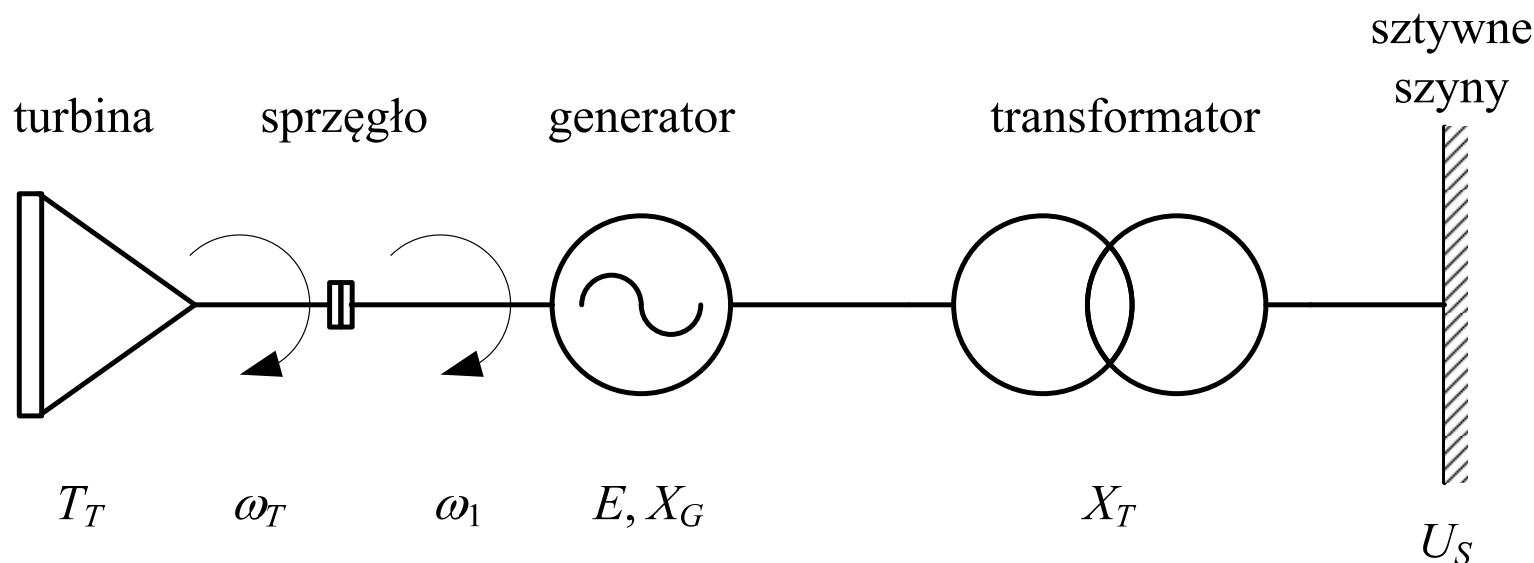 sztywne
szyny
turbina sprzęgło generator transformator
T_T ω_T ω_1 E, X_G X_T
U_S